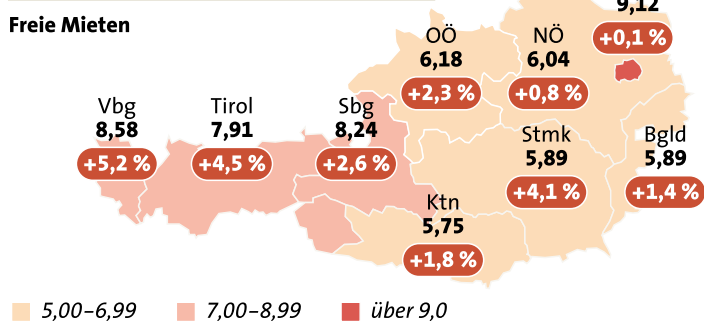 Freie Mieten
9,12
+0,1 %
OÖ
6,18
+2,3 %
NÖ
6,04
+0,8 %
Vbg
8,58
+5,2 %
Tirol
7,91
+4,5 %
Sbg
8,24
+2,6 %
Stmk
5,89
+4,1 %
Bgld
5,89
+1,4 %
Ktn
5,75
+1,8 %
5,00–6,99
7,00–8,99
über 9,0